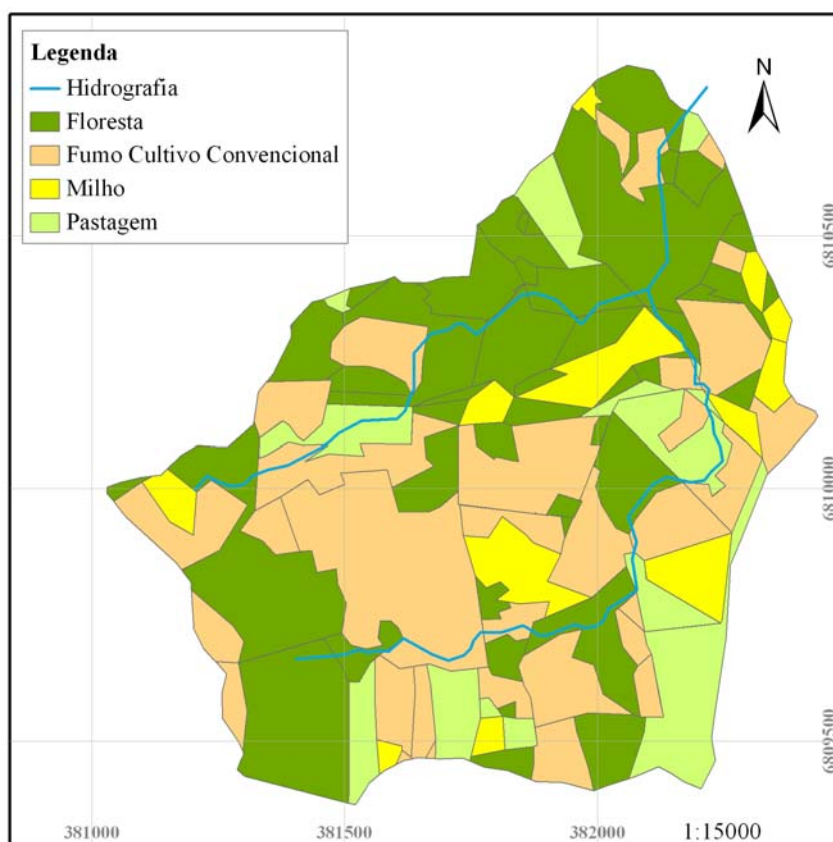 Legenda
Hidrografia
Floresta
Fumo Cultivo Convencional
Milho
Pastagem
N
6810500
6810000
6809500
381000
381500
382000
1:15000